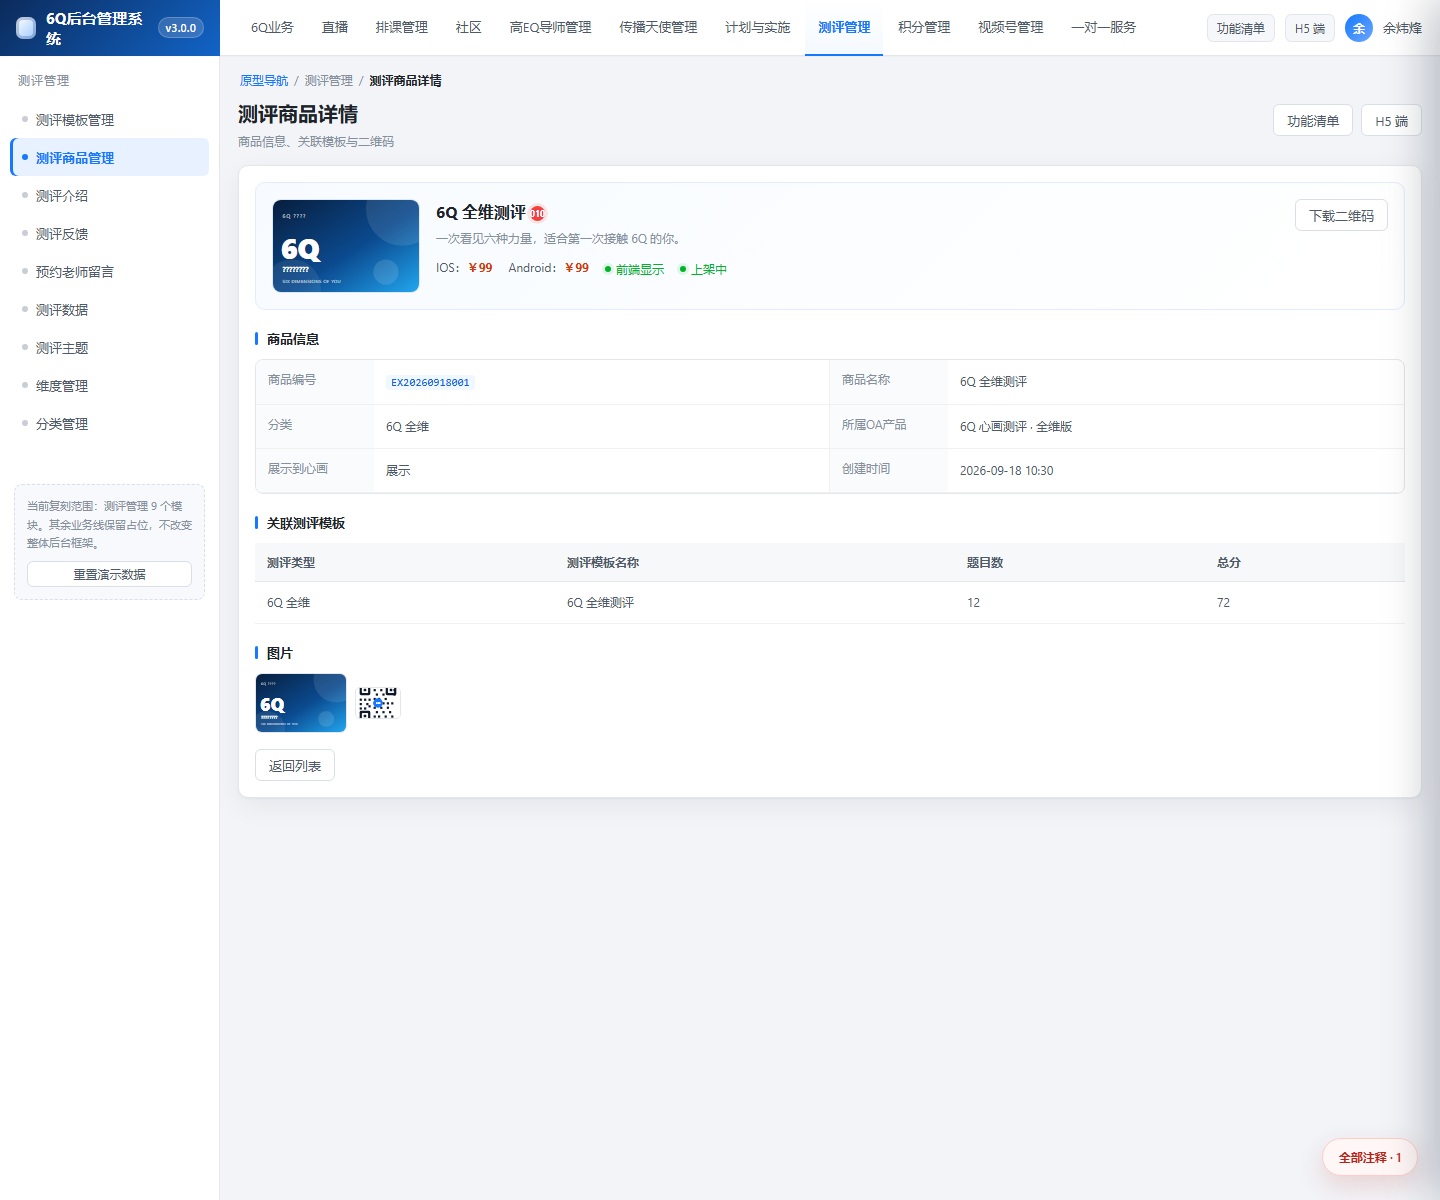 6Q后台管理系统
v3.0.0
6Q业务
直播
排课管理
社区
高EQ导师管理
传播天使管理
计划与实施
测评管理
积分管理
视频号管理
一对一服务
功能清单
H5 端
余
余炜烽
测评管理
测评模板管理
测评商品管理
测评介绍
测评反馈
预约老师留言
测评数据
测评主题
维度管理
分类管理
当前复刻范围：测评管理 9 个模
块。其余业务线保留占位，不改变
整体后台框架。
重置演示数据
原型导航 / 测评管理 / 测评商品详情
测评商品详情
商品信息、关联模板与二维码
功能清单
H5 端
6Q ????
6Q
????????
SIX DIMENSIONS OF YOU
6Q 全维测评
010
一次看见六种力量，适合第一次接触 6Q 的你。
IOS：￥99 Android：￥99 前端显示 上架中
下载二维码
商品信息
商品编号 EX20260918001 商品名称 6Q 全维测评
分类 6Q 全维 所属OA产品 6Q 心画测评 · 全维版
展示到心画 展示 创建时间 2026-09-18 10:30
关联测评模板
测评类型 测评模板名称 题目数 总分
6Q 全维 6Q 全维测评 12 72
图片
6Q ????
6Q
????????
SIX DIMENSIONS OF YOU
返回列表
全部注释 · 1